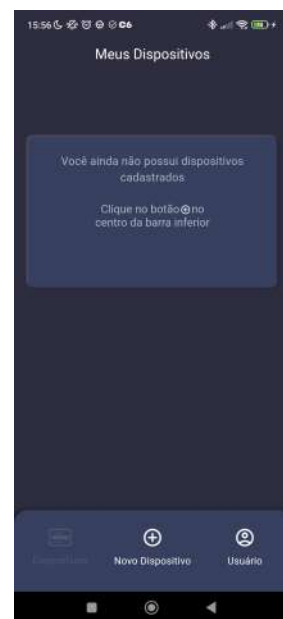 15:56 C6
Meus Dispositivos
Você ainda não possui dispositivos
cadastrados
Clique no botão no
centro da barra inferior
Novo Dispositivo Usuário